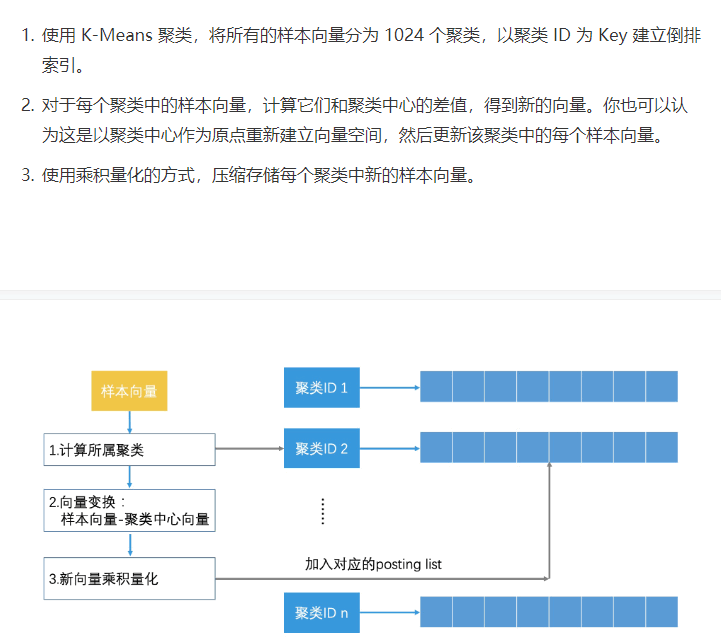 1. 使用 K-Means 聚类，将所有的样本向量分为 1024 个聚类，以聚类 ID 为 Key 建立倒排
索引。
2. 对于每个聚类中的样本向量，计算它们和聚类中心的差值，得到新的向量。你也可以认
为这是以聚类中心作为原点重新建立向量空间，然后更新该聚类中的每个样本向量。
3. 使用乘积量化的方式，压缩存储每个聚类中新的样本向量。
样本向量
聚类ID 1
1.计算所属聚类
聚类ID 2
2.向量变换：
样本向量-聚类中心向量
3.新向量乘积量化
加入对应的posting list
聚类ID n